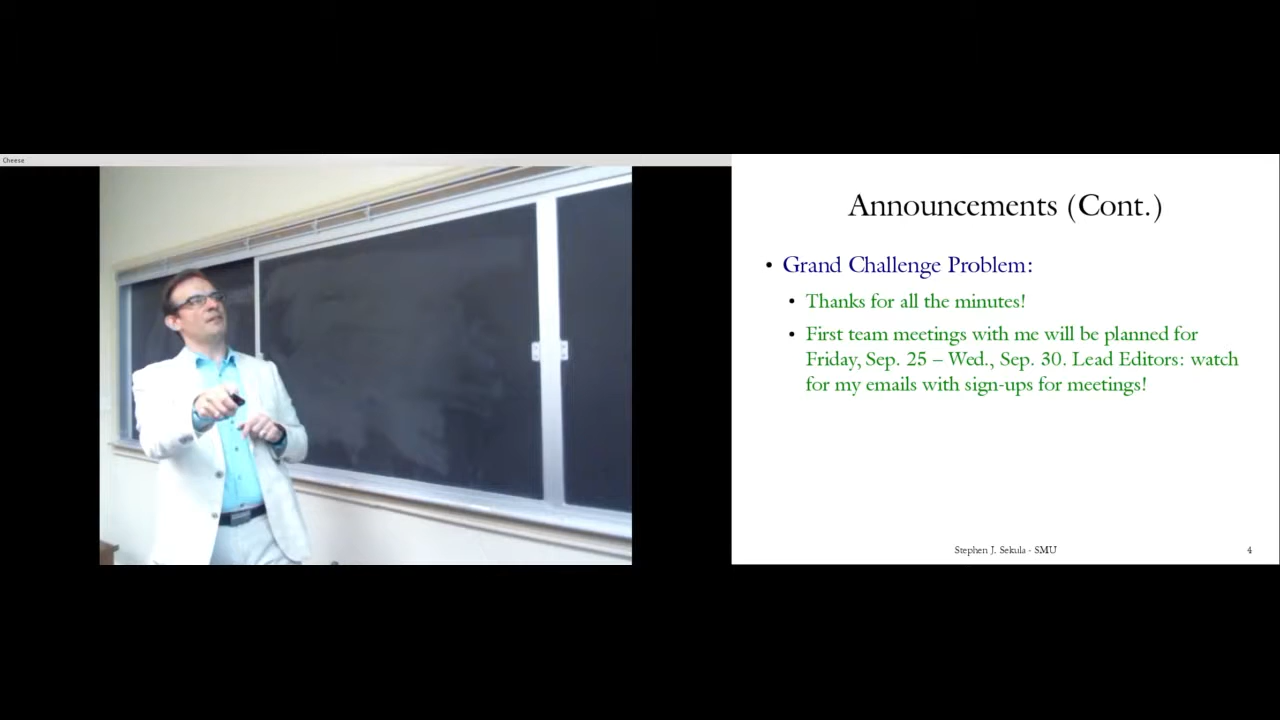 Cheese
Announcements (Cont.)
• Grand Challenge Problem:
• Thanks for all the minutes!
• First team meetings with me will be planned for
Friday, Sep. 25 – Wed., Sep. 30. Lead Editors: watch
for my emails with sign-ups for meetings!
Stephen J. Sekula - SMU
4